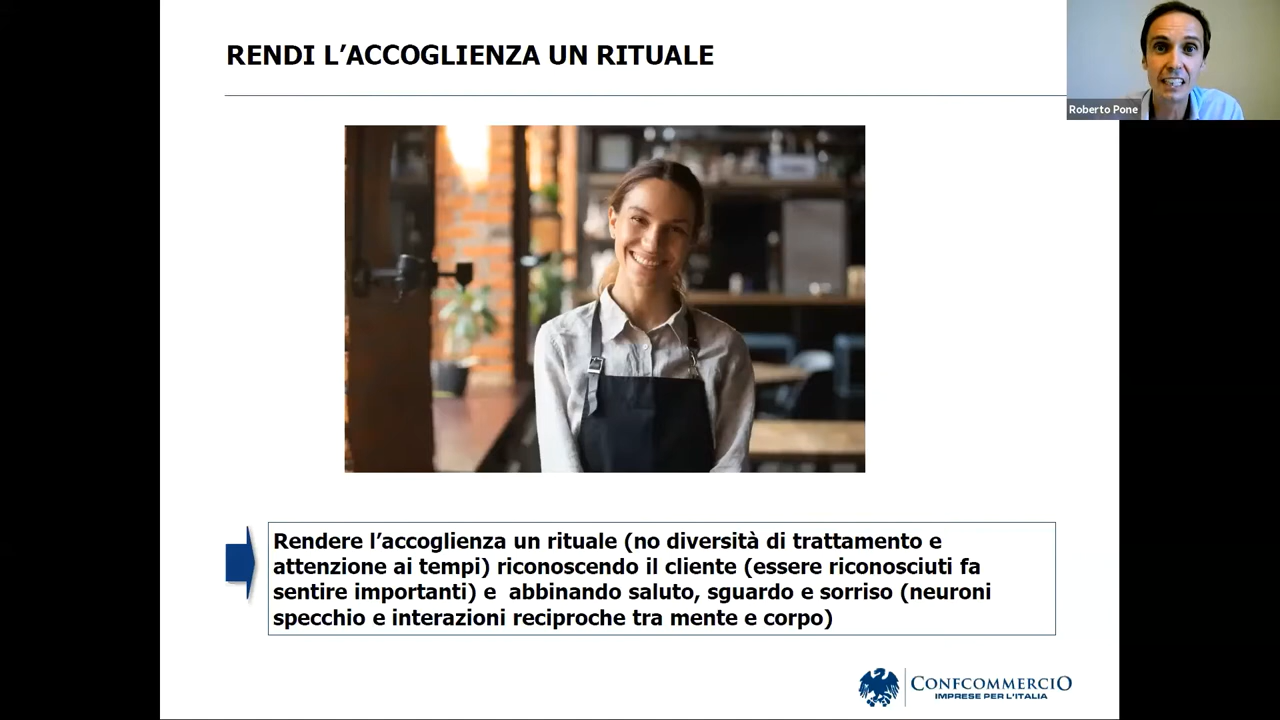 RENDI L’ACCOGLIENZA UN RITUALE
Roberto Pone
Rendere l’accoglienza un rituale (no diversità di trattamento e
attenzione ai tempi) riconoscendo il cliente (essere riconosciuti fa
sentire importanti) e abbinando saluto, sguardo e sorriso (neuroni
specchio e interazioni reciproche tra mente e corpo)
CONFCOMMERCIO
IMPRESE PER L’ITALIA